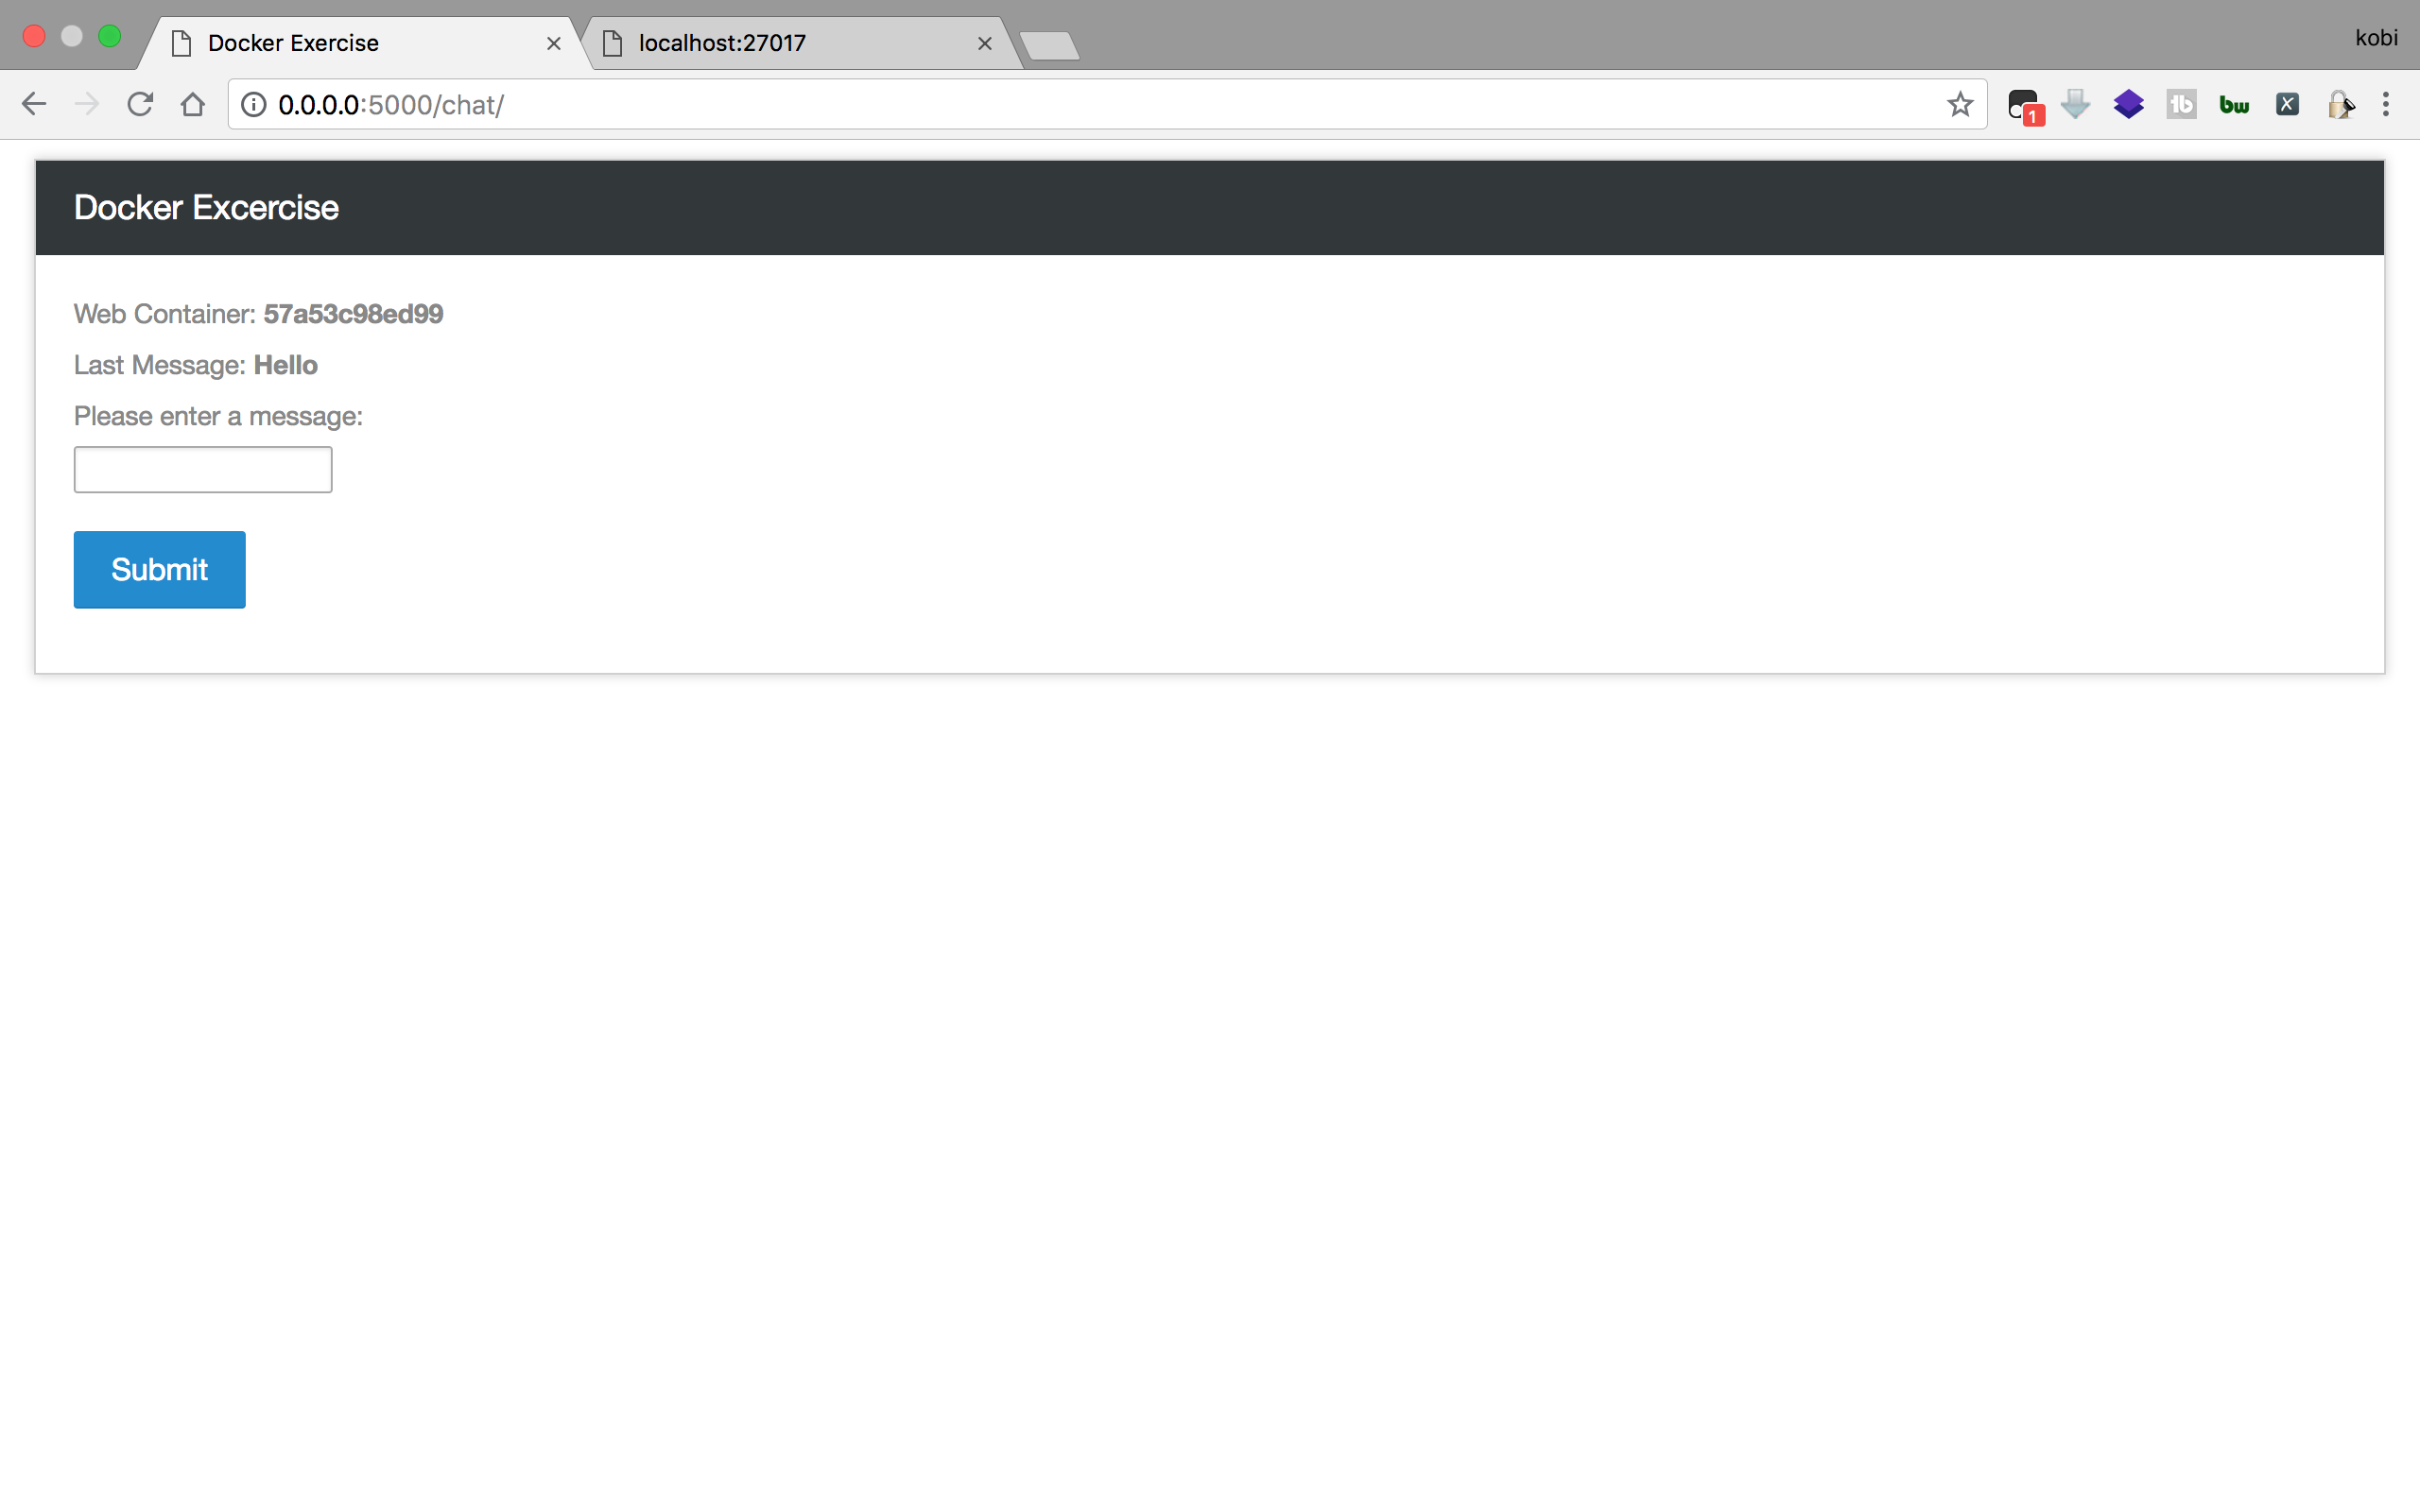 Docker Exercise
localhost:27017
kobi
0.0.0.0:5000/chat/
1
tb
bw
X
Docker Excercise
Web Container: 57a53c98ed99
Last Message: Hello
Please enter a message:
Submit